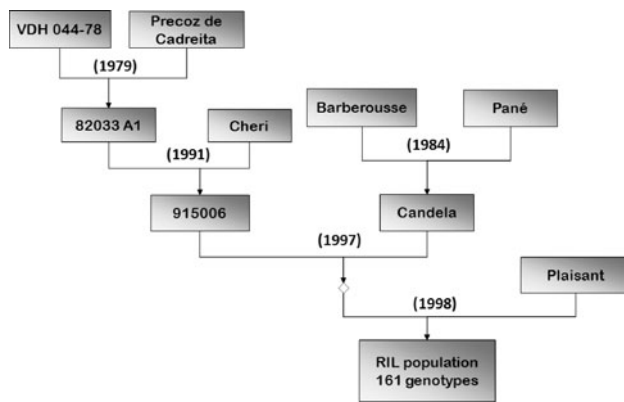 VDH 044-78
Precoz de
Cadreita
(1979)
82033 A1
Cheri
(1991)
915006
Barberousse
Pané
(1984)
Candela
(1997)
Plaisant
(1998)
RIL population
161 genotypes